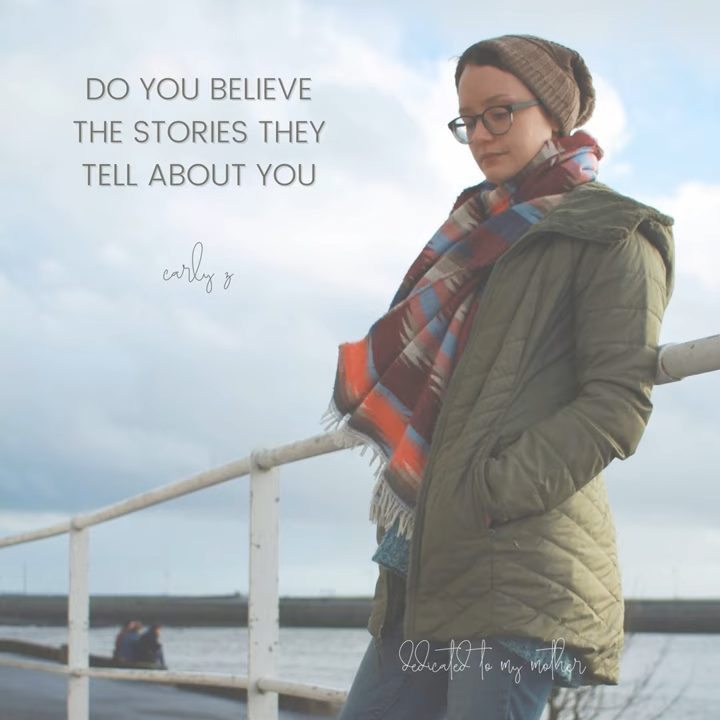 DO YOU BELIEVE
THE STORIES THEY
TELL ABOUT YOU
carly z
dedicated to my mother